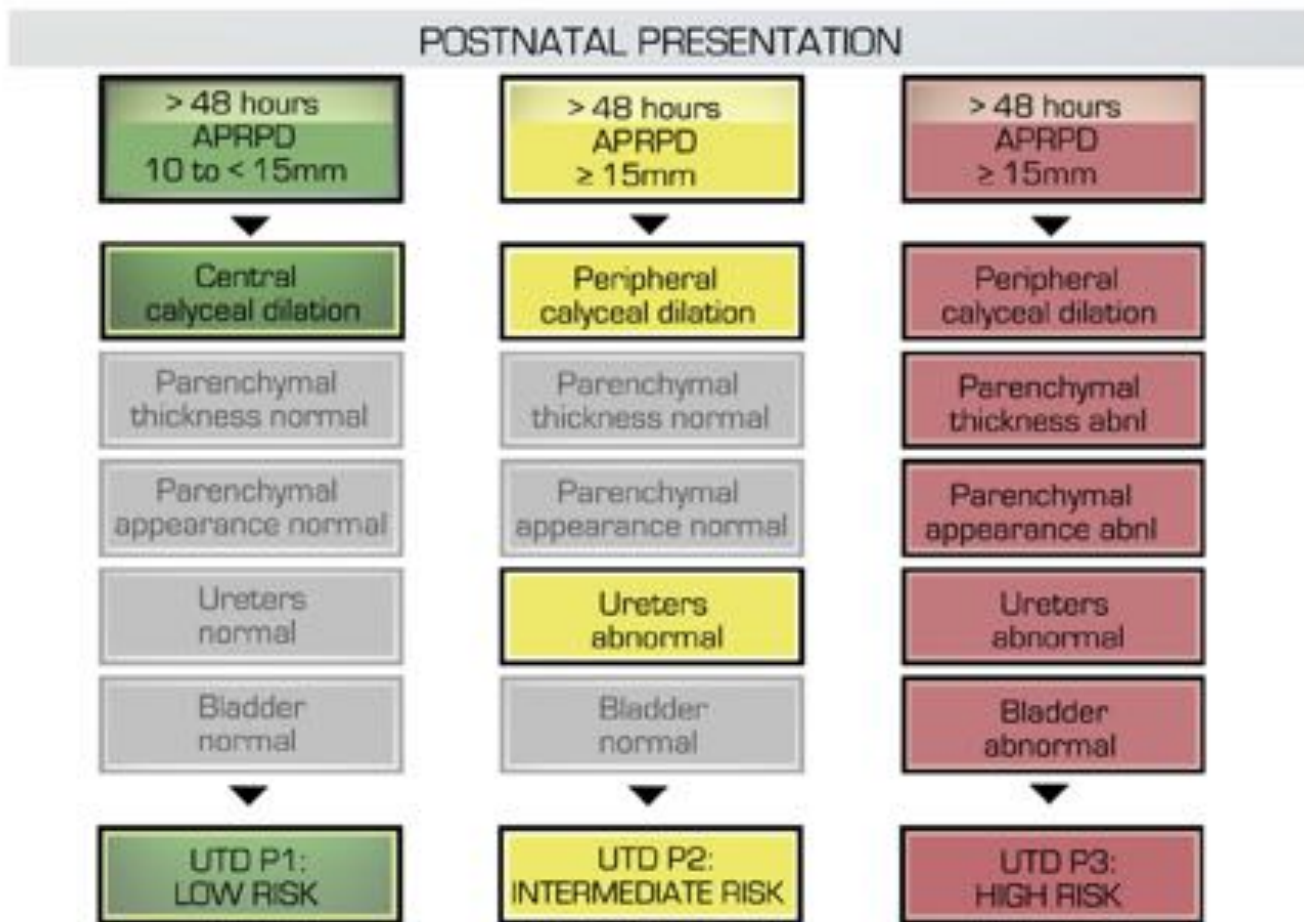 POSTNATAL PRESENTATION
> 48 hours
APRPD
10 to < 15mm
Central
calyceal dilation
Parenchymal
thickness normal
Parenchymal
appearance normal
Ureters
normal
Bladder
normal
UTD P1:
LOW RISK
> 48 hours
APRPD
≥ 15mm
Peripheral
calyceal dilation
Parenchymal
thickness normal
Parenchymal
appearance normal
Ureters
abnormal
Bladder
normal
UTD P2:
INTERMEDIATE RISK
> 48 hours
APRPD
≥ 15mm
Peripheral
calyceal dilation
Parenchymal
thickness abnl
Parenchymal
appearance abnl
Ureters
abnormal
Bladder
abnormal
UTD P3:
HIGH RISK